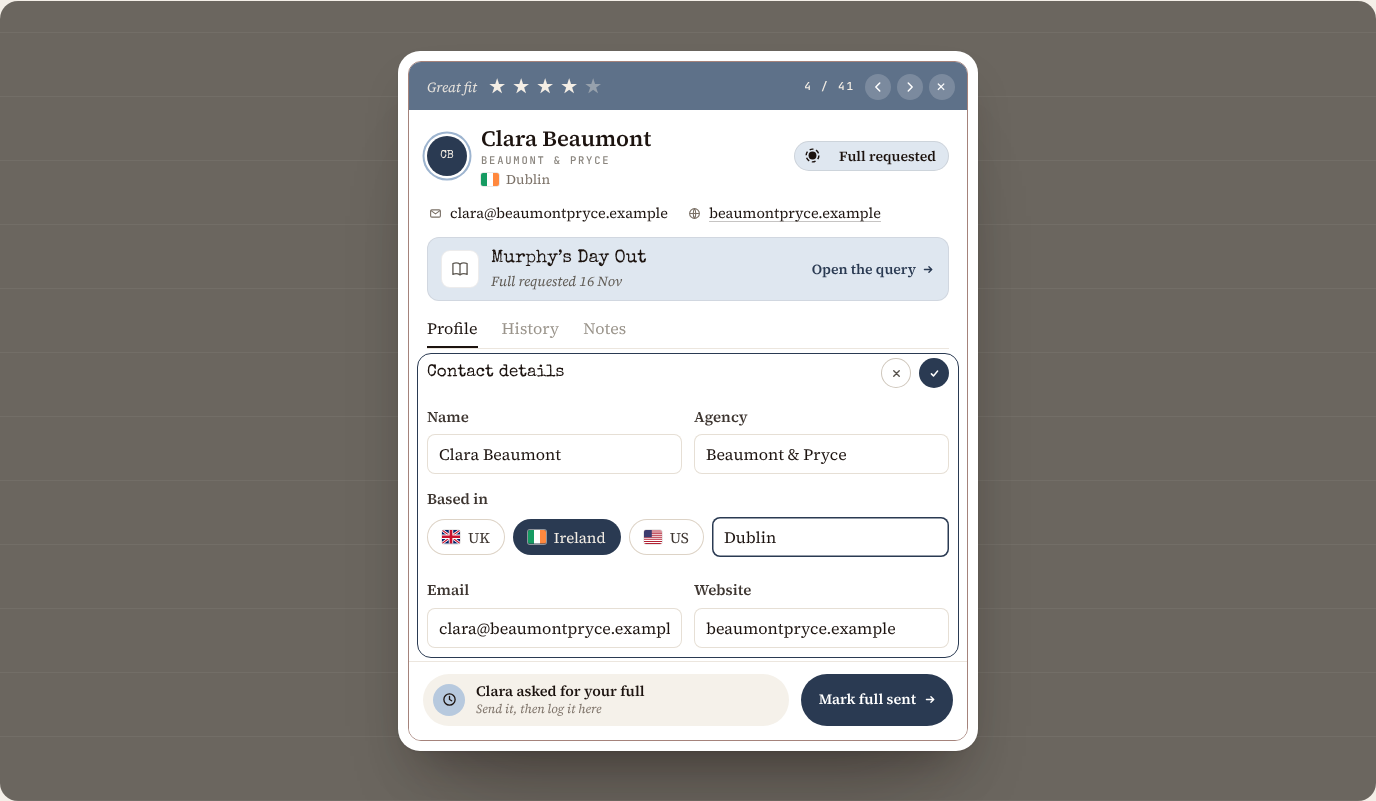 Great fit ★ ★ ★ ★ ★ 4 / 41
CB
Clara Beaumont
BEAUMONT & PRYCE
Dublin
Full requested
clara@beaumontpryce.example beaumontpryce.example
Murphy’s Day Out
Full requested 16 Nov
Open the query →
Profile History Notes
Contact details
Name Agency
Clara Beaumont Beaumont & Pryce
Based in
UK Ireland US Dublin
Email Website
clara@beaumontpryce.exampl beaumontpryce.example
Clara asked for your full
Send it, then log it here
Mark full sent →